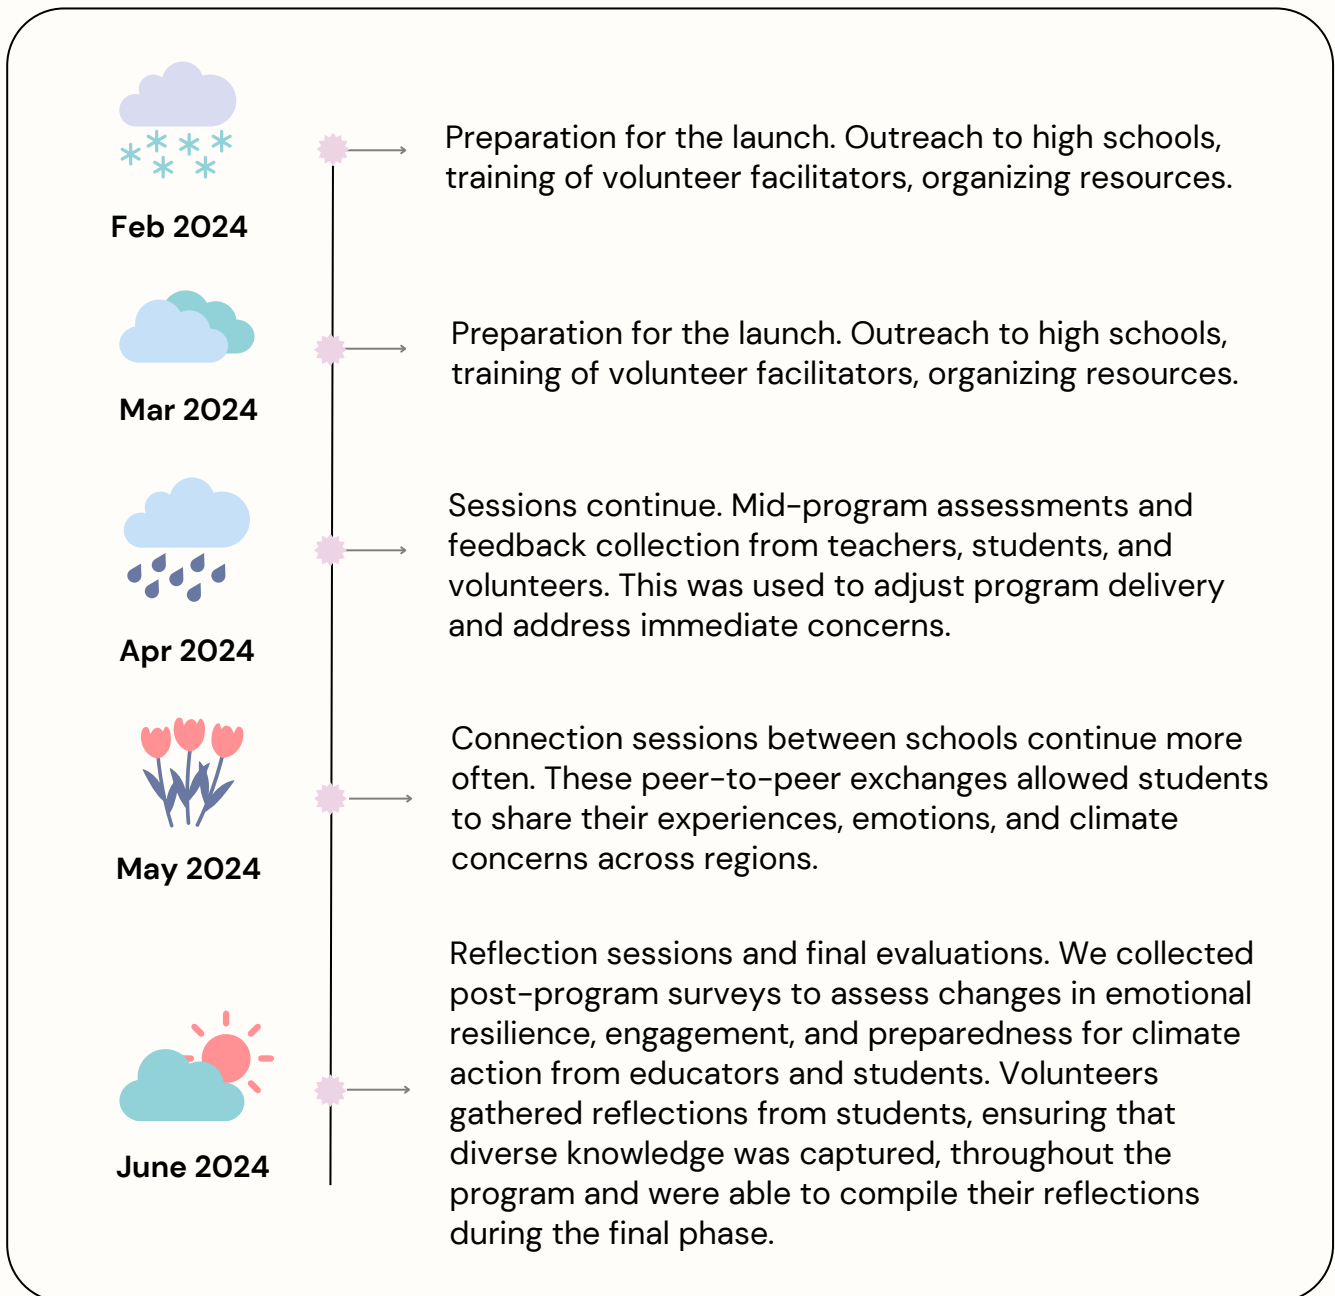 Feb 2024
Preparation for the launch. Outreach to high schools,
training of volunteer facilitators, organizing resources.
Mar 2024
Preparation for the launch. Outreach to high schools,
training of volunteer facilitators, organizing resources.
Apr 2024
Sessions continue. Mid-program assessments and
feedback collection from teachers, students, and
volunteers. This was used to adjust program delivery
and address immediate concerns.
May 2024
Connection sessions between schools continue more
often. These peer-to-peer exchanges allowed students
to share their experiences, emotions, and climate
concerns across regions.
June 2024
Reflection sessions and final evaluations. We collected
post-program surveys to assess changes in emotional
resilience, engagement, and preparedness for climate
action from educators and students. Volunteers
gathered reflections from students, ensuring that
diverse knowledge was captured, throughout the
program and were able to compile their reflections
during the final phase.